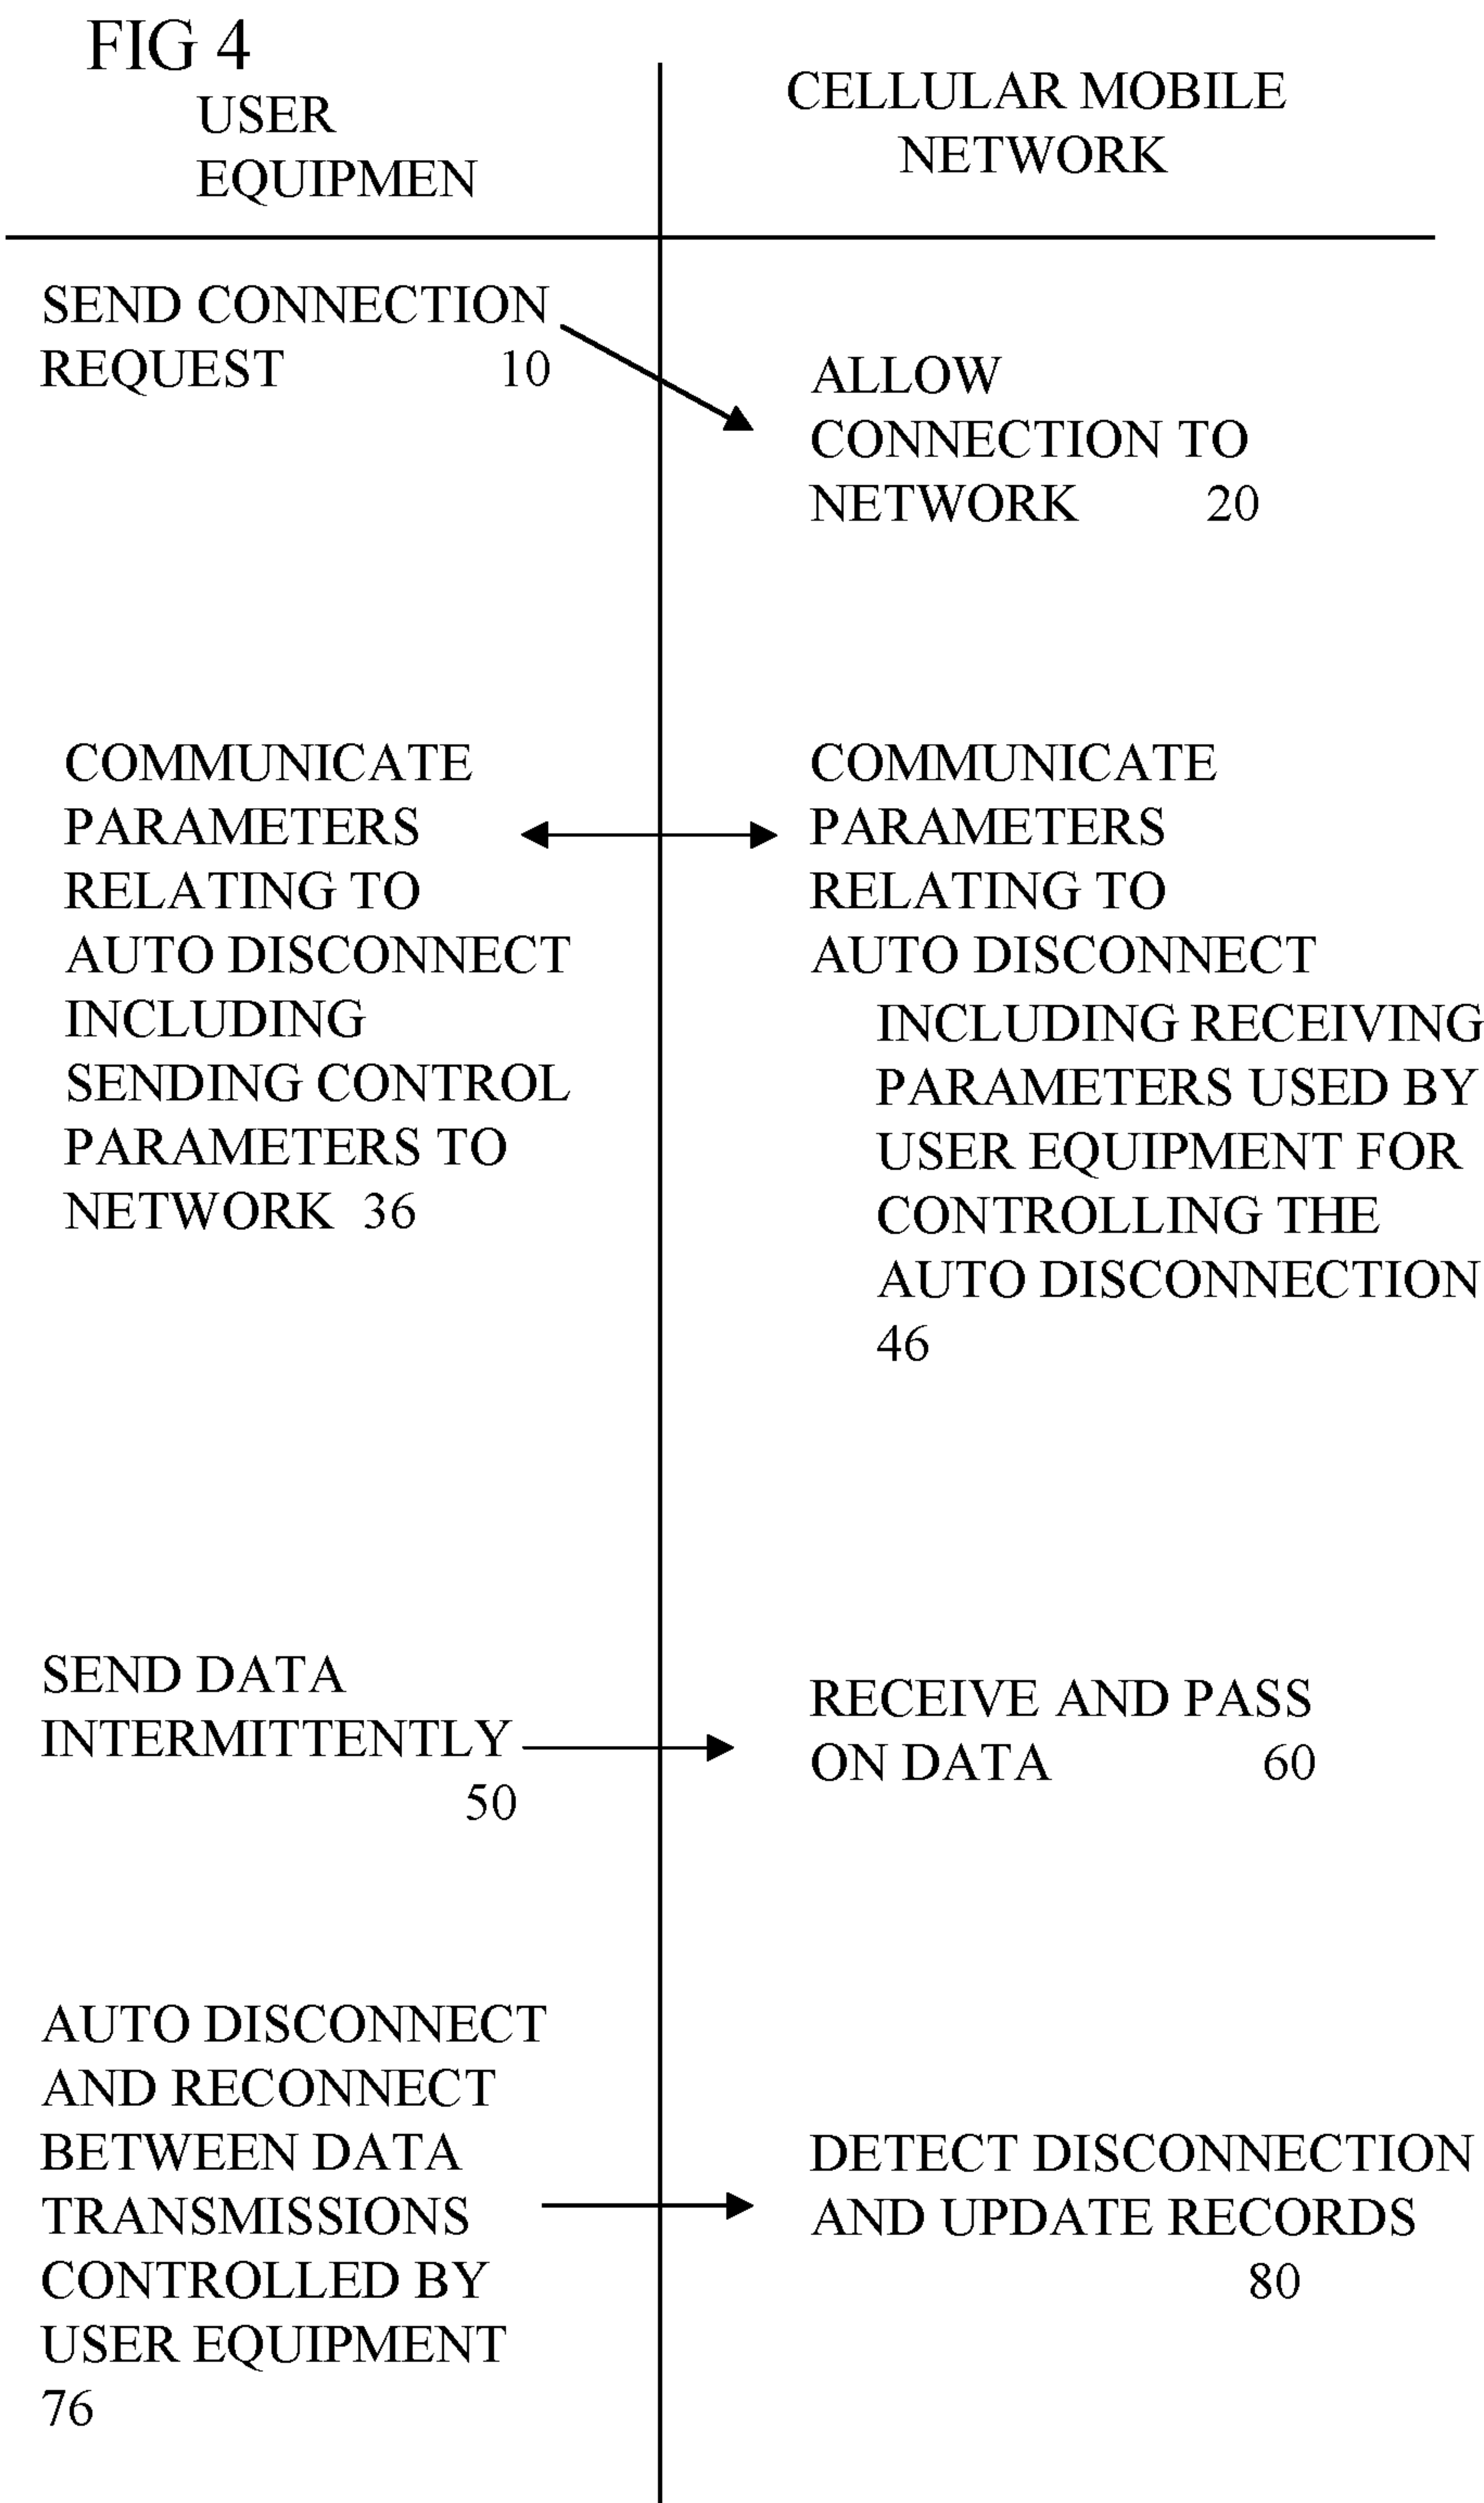 FIG 4
USER
EQUIPMEN
CELLULAR MOBILE
NETWORK
SEND CONNECTION
REQUEST 10
ALLOW
CONNECTION TO
NETWORK 20
COMMUNICATE
PARAMETERS
RELATING TO
AUTO DISCONNECT
INCLUDING
SENDING CONTROL
PARAMETERS TO
NETWORK 36
COMMUNICATE
PARAMETERS
RELATING TO
AUTO DISCONNECT
INCLUDING RECEIVING
PARAMETERS USED BY
USER EQUIPMENT FOR
CONTROLLING THE
AUTO DISCONNECTION
46
SEND DATA
INTERMITTENTLY
50
RECEIVE AND PASS
ON DATA 60
AUTO DISCONNECT
AND RECONNECT
BETWEEN DATA
TRANSMISSIONS
CONTROLLED BY
USER EQUIPMENT
76
DETECT DISCONNECTION
AND UPDATE RECORDS
80